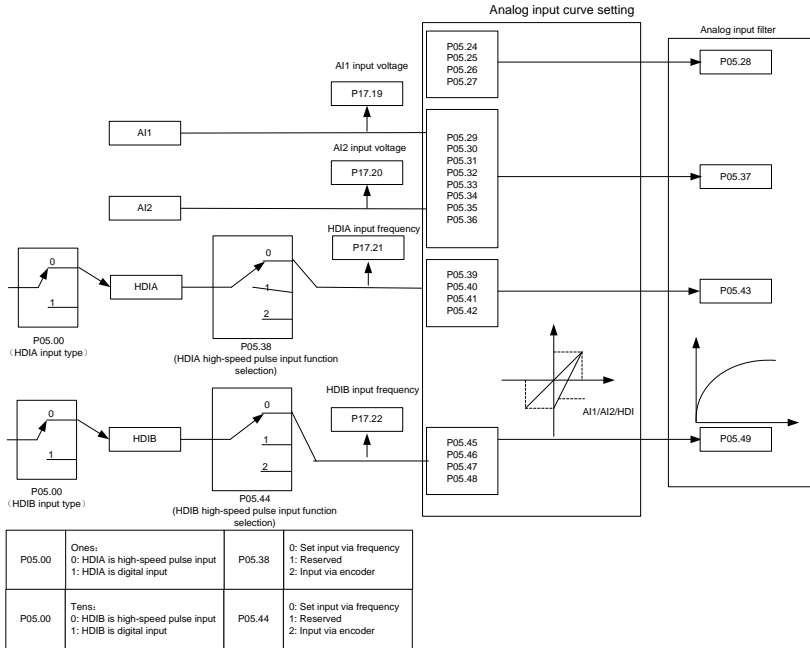 Analog input curve setting
Analog input filter
P05.24
P05.25
P05.26
P05.27
P05.28
AI1 input voltage
P17.19
AI1
P05.29
P05.30
P05.31
P05.32
P05.33
P05.34
P05.35
P05.36
P05.37
AI2 input voltage
P17.20
AI2
HDIA input frequency
P17.21
0
1
P05.00
（HDIA input type）
HDIA
0
1
2
P05.38
(HDIA high-speed pulse input function
selection)
P05.39
P05.40
P05.41
P05.42
P05.43
AI1/AI2/HDI
HDIB input frequency
P17.22
0
1
P05.00
（HDIB input type）
HDIB
0
1
2
P05.44
(HDIB high-speed pulse input function
selection)
P05.45
P05.46
P05.47
P05.48
P05.49
P05.00
Ones：
0: HDIA is high-speed pulse input
1: HDIA is digital input
P05.38
0: Set input via frequency
1: Reserved
2: Input via encoder
P05.00
Tens：
0: HDIB is high-speed pulse input
1: HDIB is digital input
P05.44
0: Set input via frequency
1: Reserved
2: Input via encoder